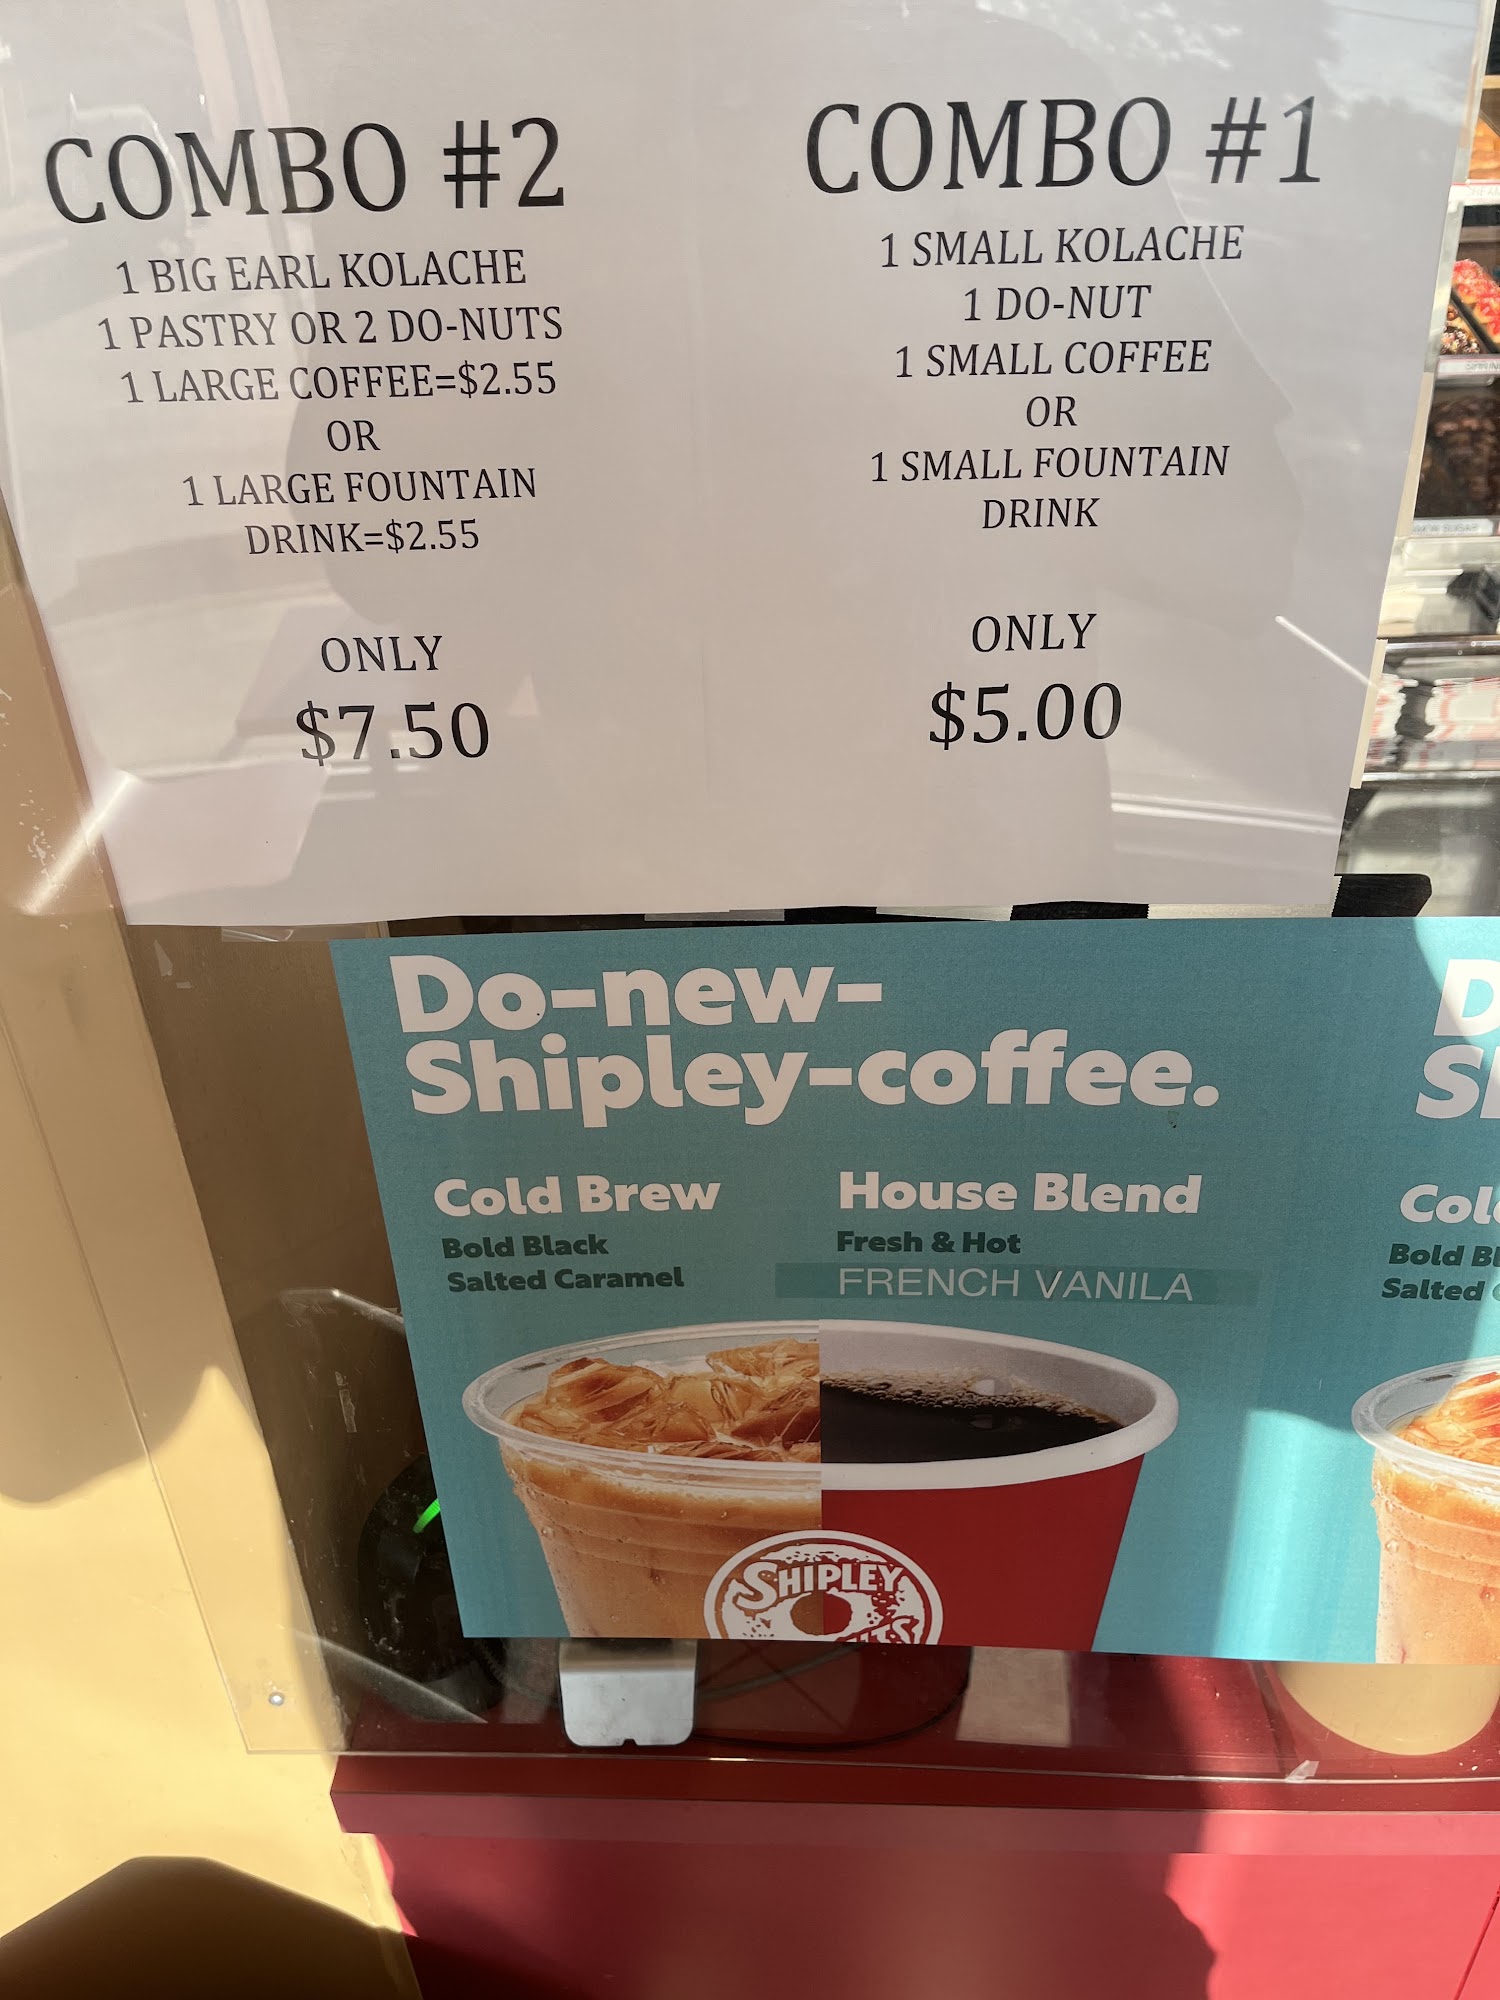 COMBO #2
1 BIG EARL KOLACHE
1 PASTRY OR 2 DO-NUTS
1 LARGE COFFEE=$2.55
OR
1 LARGE FOUNTAIN
DRINK=$2.55
ONLY
$7.50
COMBO #1
1 SMALL KOLACHE
1 DO-NUT
1 SMALL COFFEE
OR
1 SMALL FOUNTAIN
DRINK
ONLY
$5.00
Do-new-
Shipley-coffee.
Cold Brew
Bold Black
Salted Caramel
House Blend
Fresh & Hot
FRENCH VANILA
SHIPLEY
Salted